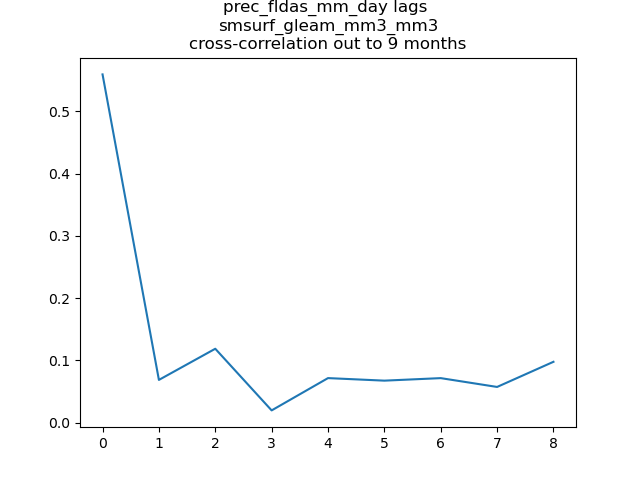 prec_fldas_mm_day lags
smsurf_gleam_mm3_mm3
cross-correlation out to 9 months
0.5
0.4
0.3
0.2
0.1
0.0
0 1 2 3 4 5 6 7 8